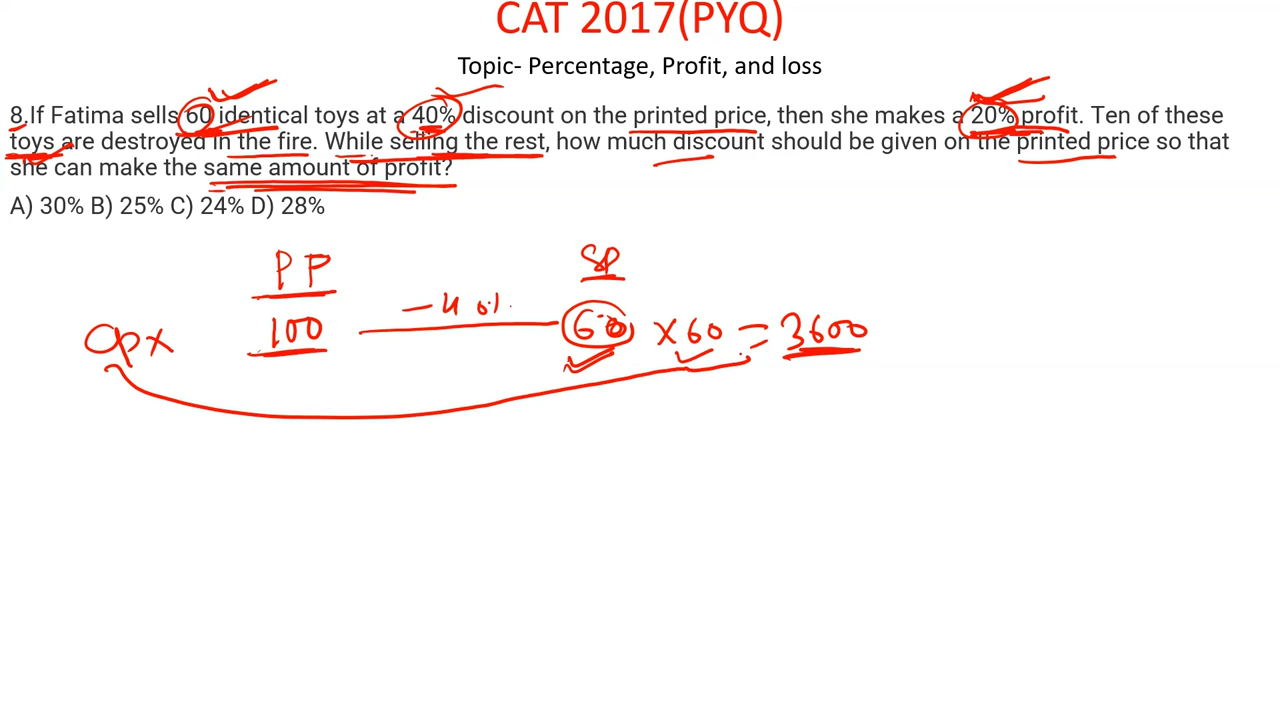 CAT 2017(PYQ)
Topic- Percentage, Profit, and loss
8.If Fatima sells 60 identical toys at a 40% discount on the printed price, then she makes a 20% profit. Ten of these
toys are destroyed in the fire. While selling the rest, how much discount should be given on the printed price so that
she can make the same amount of profit?
A) 30% B) 25% C) 24% D) 28%
PP SP
100 -40% 60 x 60 = 3600